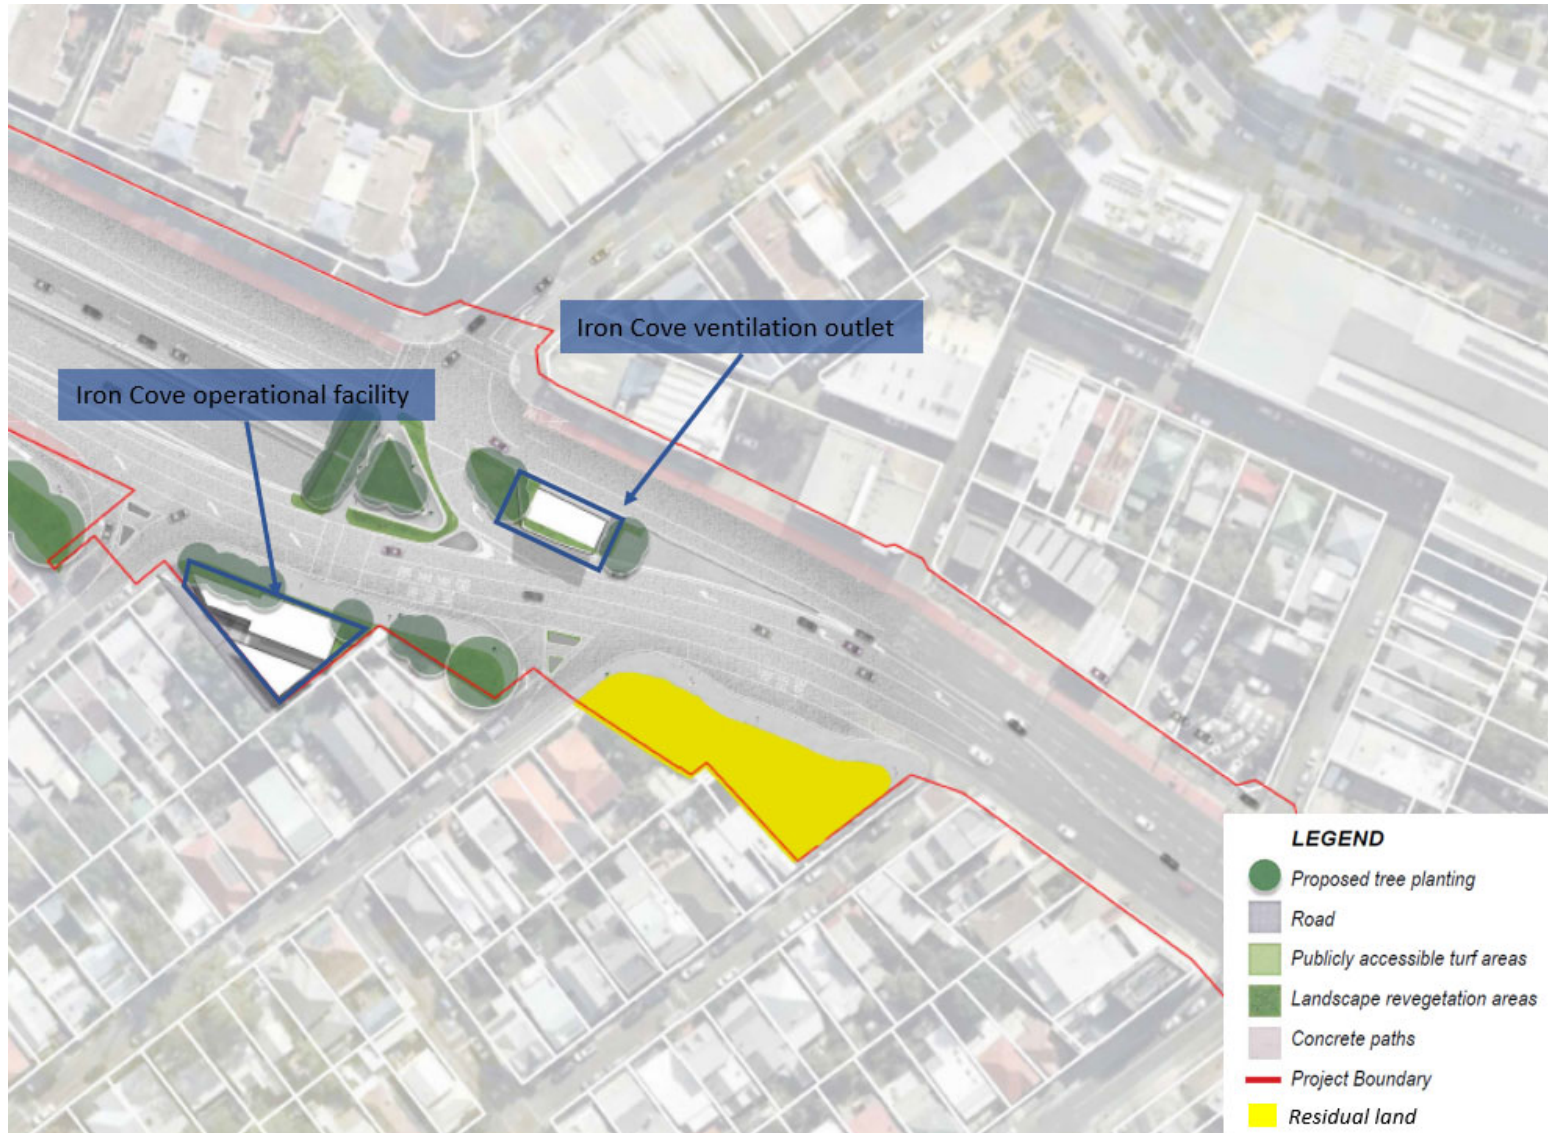 Iron Cove ventilation outlet
Iron Cove operational facility
LEGEND
Proposed tree planting
Road
Publicly accessible turf areas
Landscape revegetation areas
Concrete paths
Project Boundary
Residual land